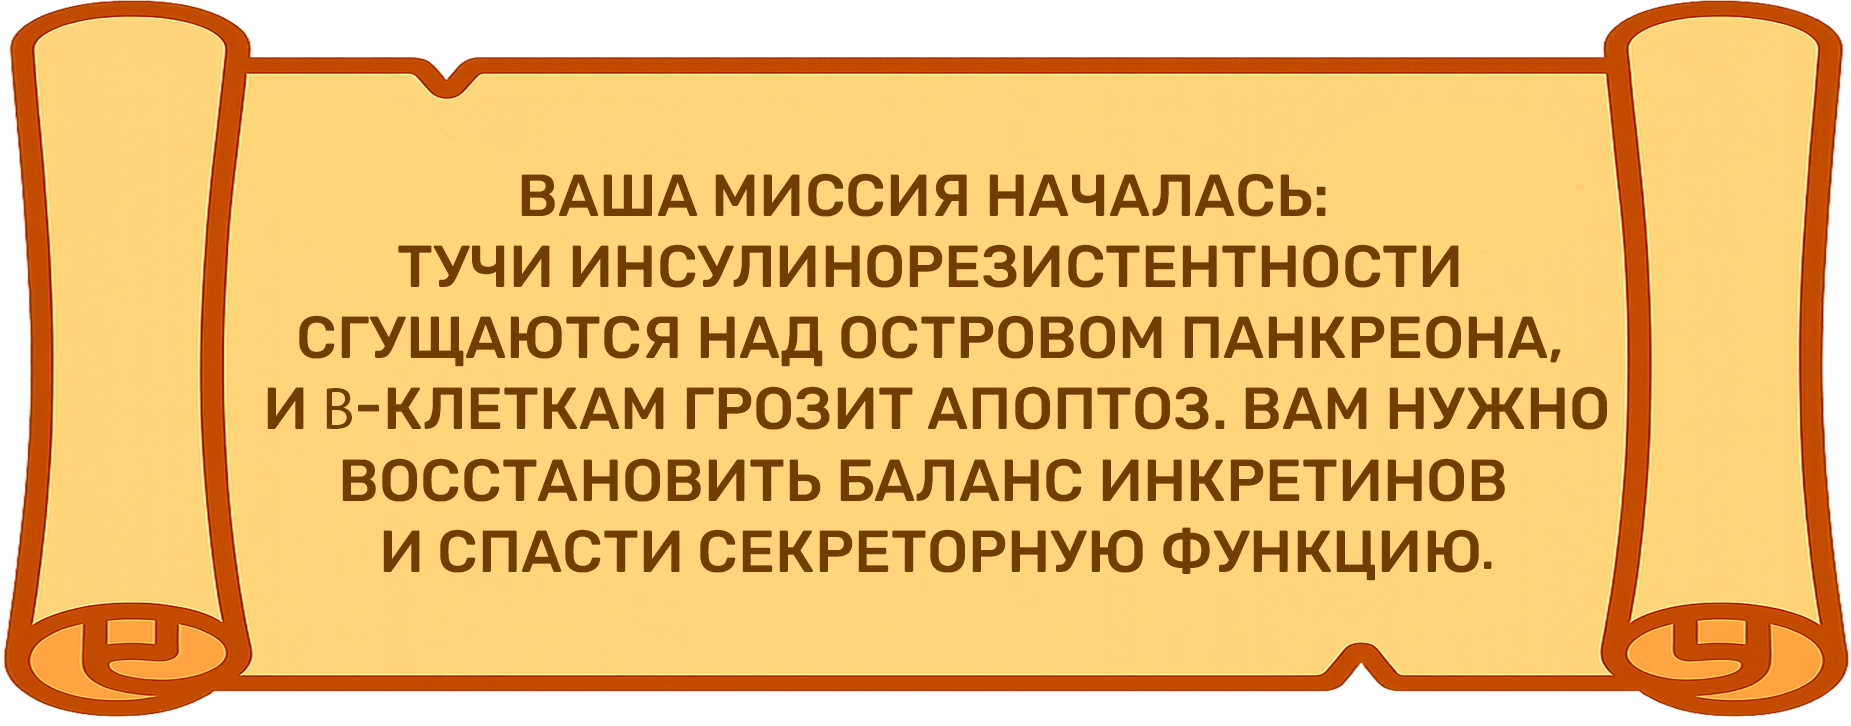 ВАША МИССИЯ НАЧАЛАСЬ:
ТУЧИ ИНСУЛИНОРЕЗИСТЕНТНОСТИ
СГУЩАЮТСЯ НАД ОСТРОВОМ ПАНКРЕОНА,
И Β-КЛЕТКАМ ГРОЗИТ АПОПТОЗ. ВАМ НУЖНО
ВОССТАНОВИТЬ БАЛАНС ИНКРЕТИНОВ
И СПАСТИ СЕКРЕТОРНУЮ ФУНКЦИЮ.